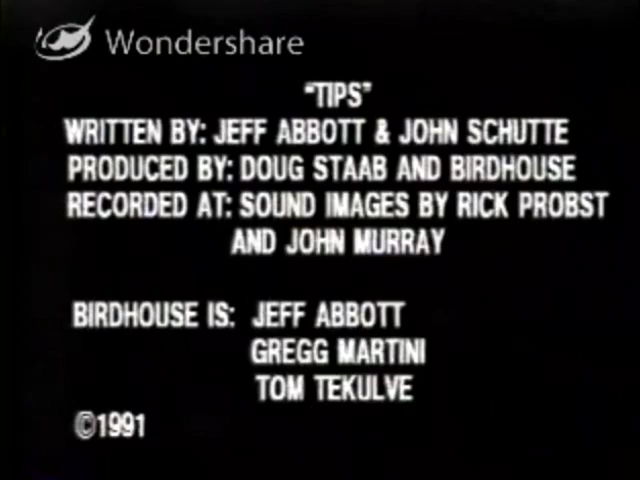 Wondershare
"TIPS"
WRITTEN BY: JEFF ABBOTT & JOHN SCHUTTE
PRODUCED BY: DOUG STAAB AND BIRDHOUSE
RECORDED AT: SOUND IMAGES BY RICK PROBST
AND JOHN MURRAY
BIRDHOUSE IS: JEFF ABBOTT
GREGG MARTINI
TOM TEKULVE
©1991